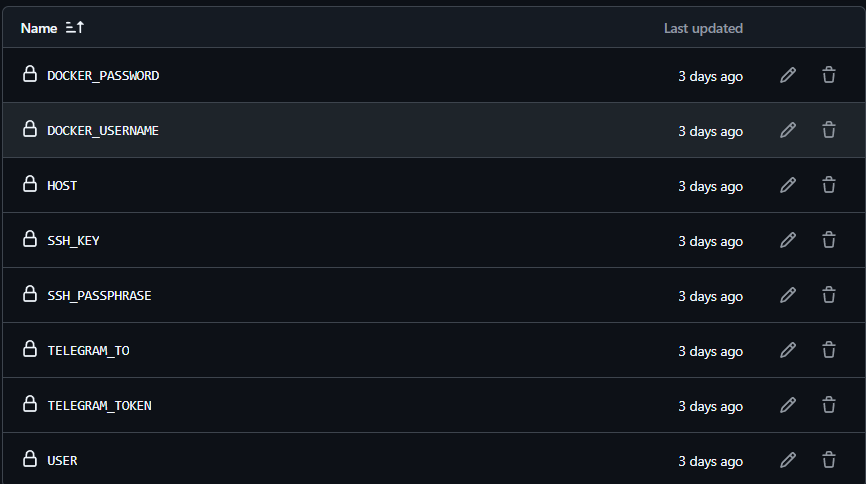 Name Last updated
DOCKER_PASSWORD 3 days ago
DOCKER_USERNAME 3 days ago
HOST 3 days ago
SSH_KEY 3 days ago
SSH_PASSPHRASE 3 days ago
TELEGRAM_TO 3 days ago
TELEGRAM_TOKEN 3 days ago
USER 3 days ago